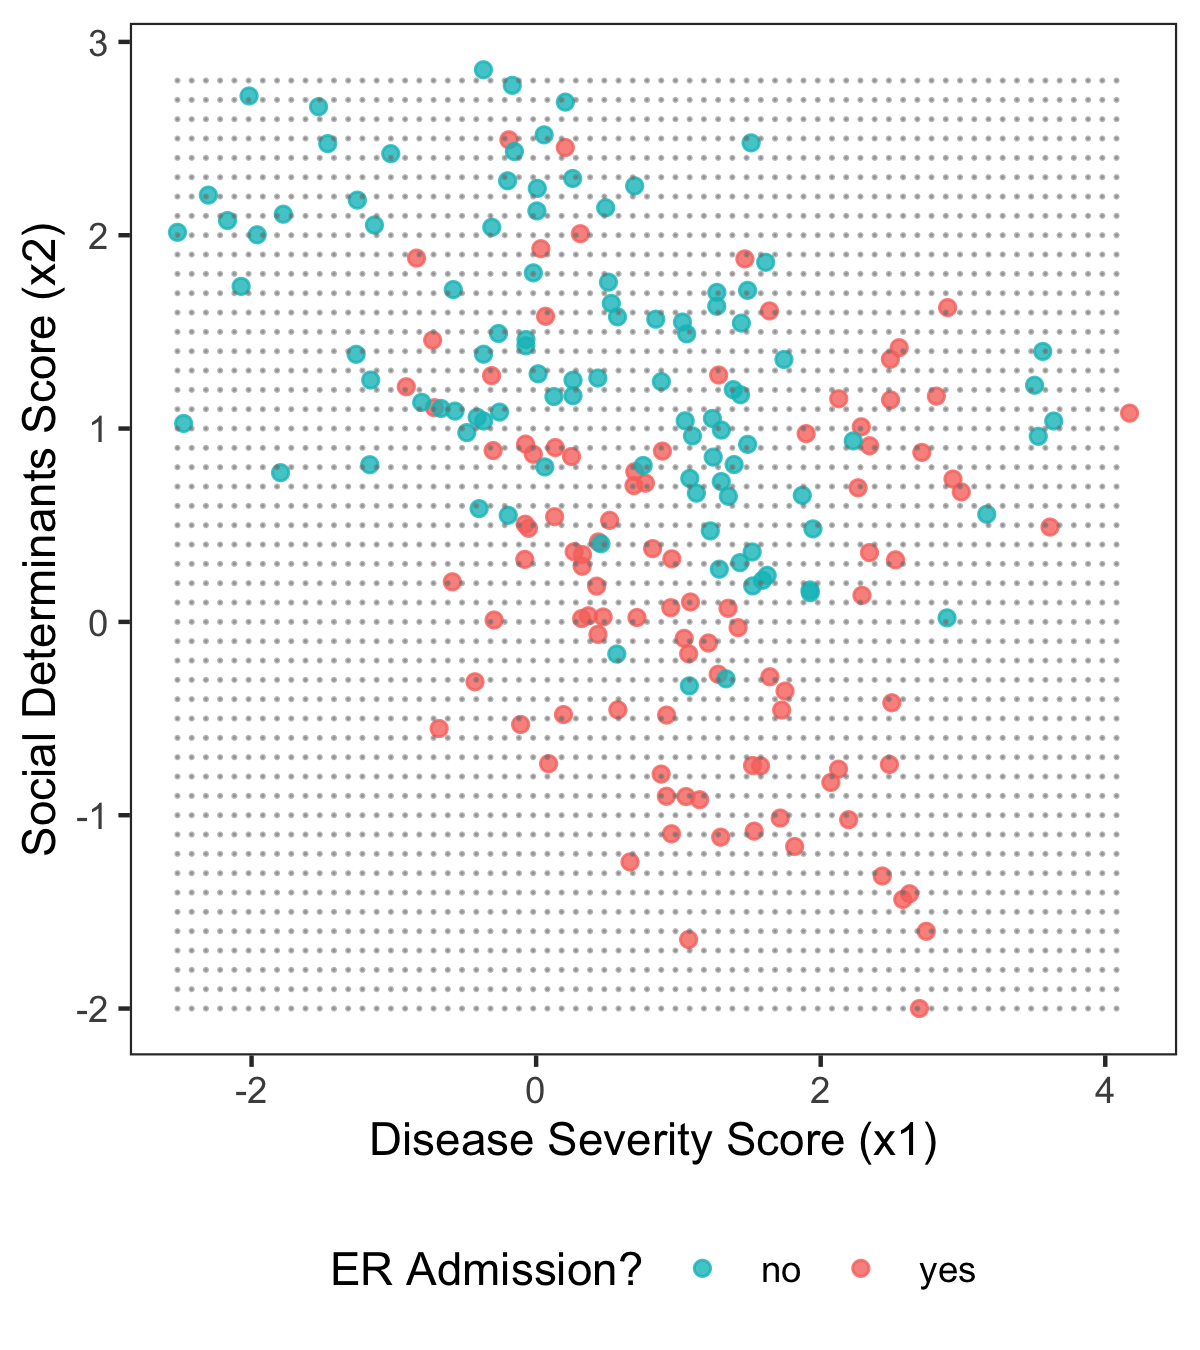 3
2
1
0
-1
-2
Social Determinants Score (x2)
-2 0 2 4
Disease Severity Score (x1)
ER Admission? no yes